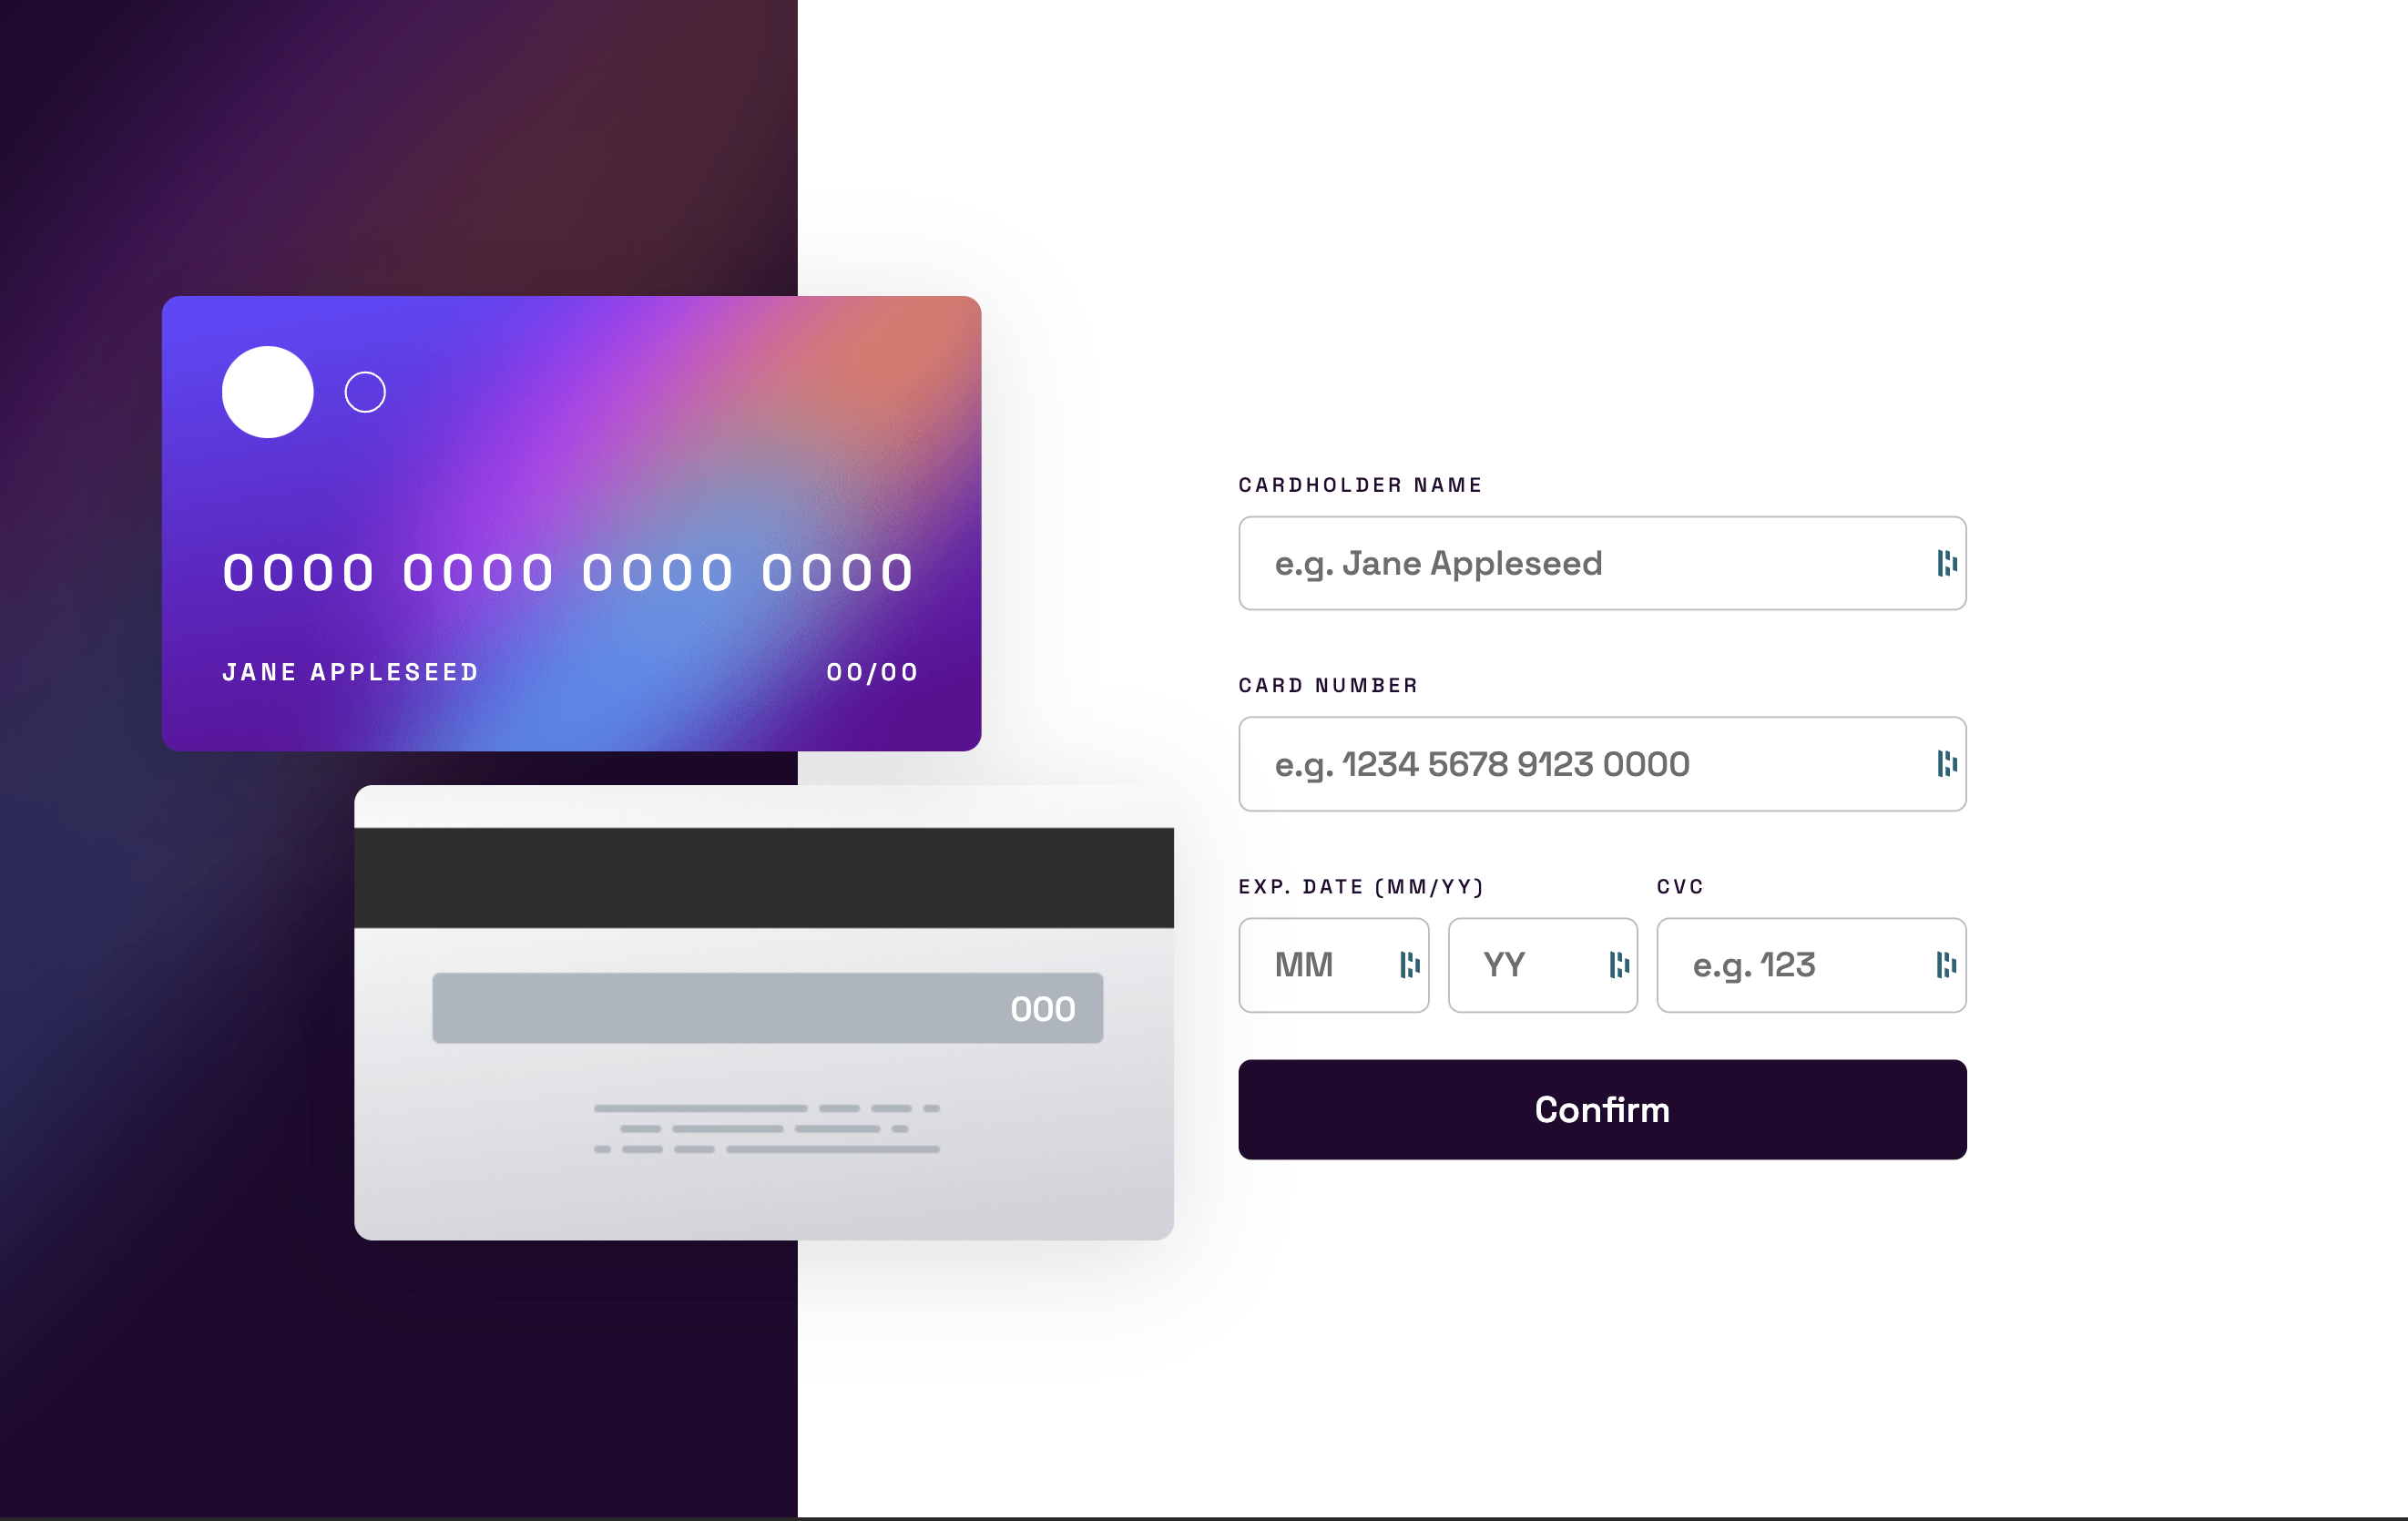 0000 0000 0000 0000
JANE APPLESEED 00/00
000
CARDHOLDER NAME
e.g. Jane Appleseed
CARD NUMBER
e.g. 1234 5678 9123 0000
EXP. DATE (MM/YY) CVC
MM YY e.g. 123
Confirm